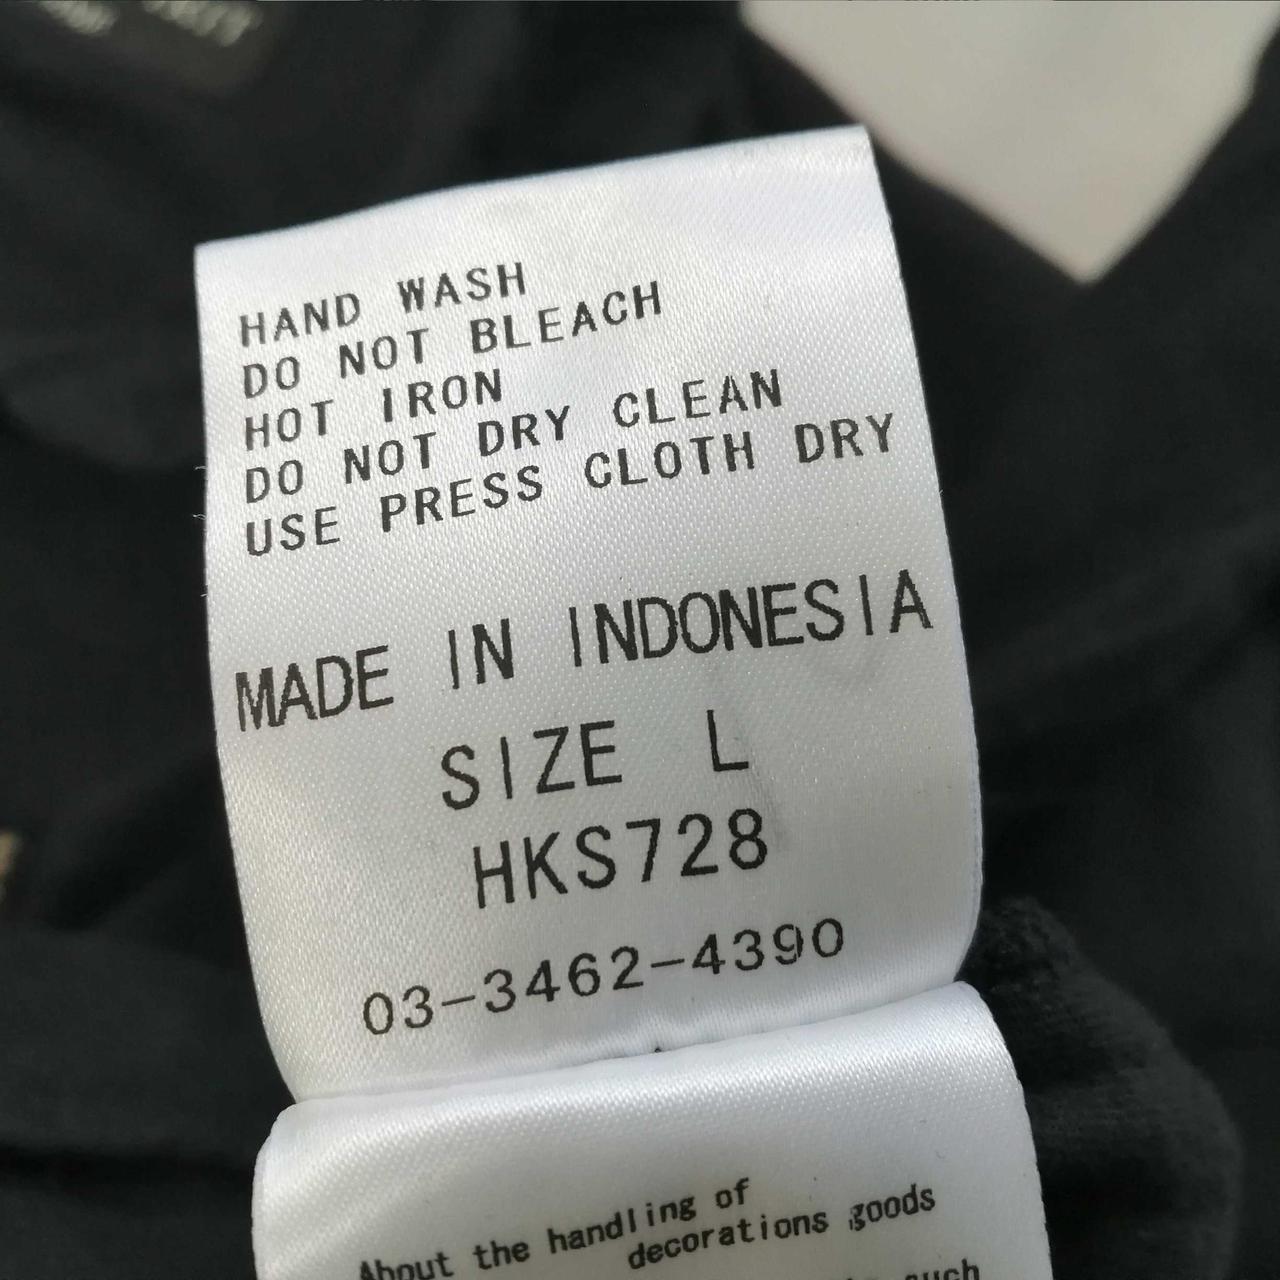 HAND WASH
DO NOT BLEACH
HOT IRON
DO NOT DRY CLEAN
USE PRESS CLOTH DRY
MADE IN INDONESIA
SIZE L
HKS728
03-3462-4390
About the handling of
decorations goods
such